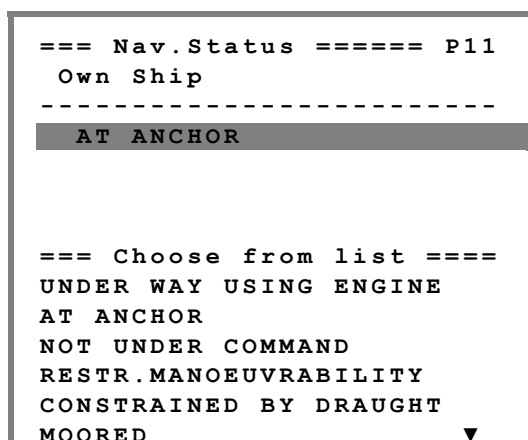 === Nav.Status ====== P11
Own Ship
-------------------------
AT ANCHOR
=== Choose from list ====
UNDER WAY USING ENGINE
AT ANCHOR
NOT UNDER COMMAND
RESTR.MANOEUVRABILITY
CONSTRAINED BY DRAUGHT
MOORED ▼